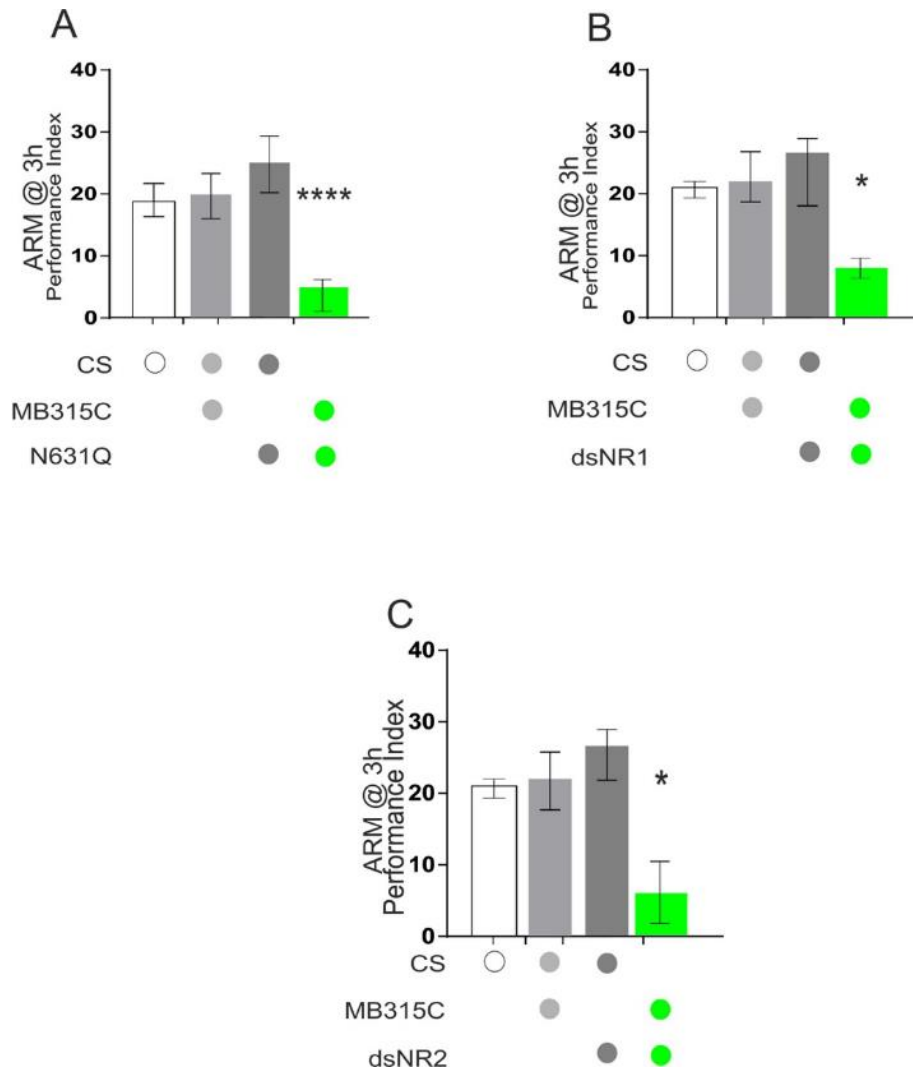 A
ARM @ 3h
Performance Index
40
30
20
10
0
****
CS
MB315C
N631Q
B
ARM @ 3h
Performance Index
40
30
20
10
0
*
CS
MB315C
dsNR1
C
ARM @ 3h
Performance Index
40
30
20
10
0
*
CS
MB315C
dsNR2